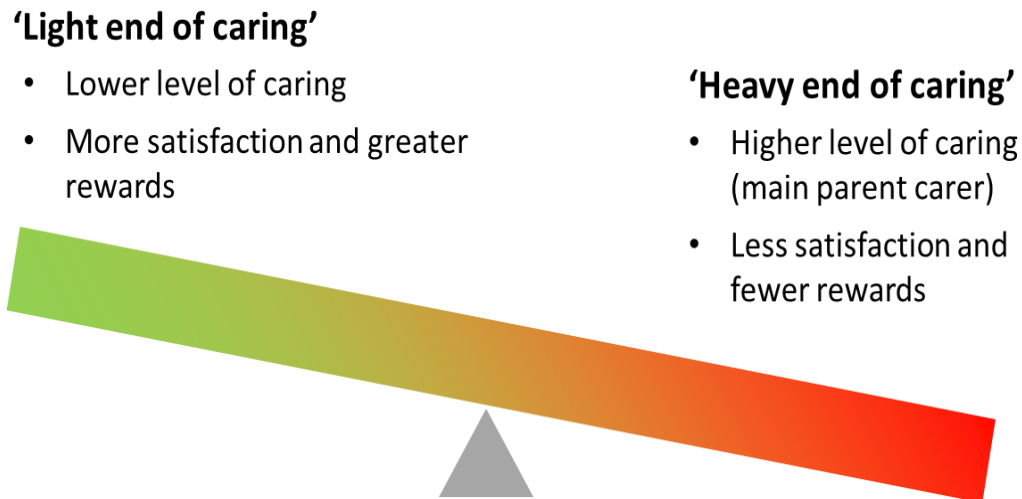 ‘Light end of caring’
• Lower level of caring
• More satisfaction and greater
rewards
‘Heavy end of caring’
• Higher level of caring
(main parent carer)
• Less satisfaction and
fewer rewards